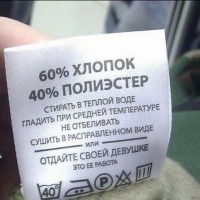 60% ХЛОПОК
40% ПОЛИЭСТЕР
СТИРАТЬ В ТЕПЛОЙ ВОДЕ
ГЛАДИТЬ ПРИ СРЕДНЕЙ ТЕМПЕРАТУРЕ
НЕ ОТБЕЛИВАТЬ
СУШИТЬ В РАСПРАВЛЕННОМ ВИДЕ
ИЛИ
ОТДАЙТЕ СВОЕЙ ДЕВУШКЕ
ЭТО ЕЕ РАБОТА
40° P